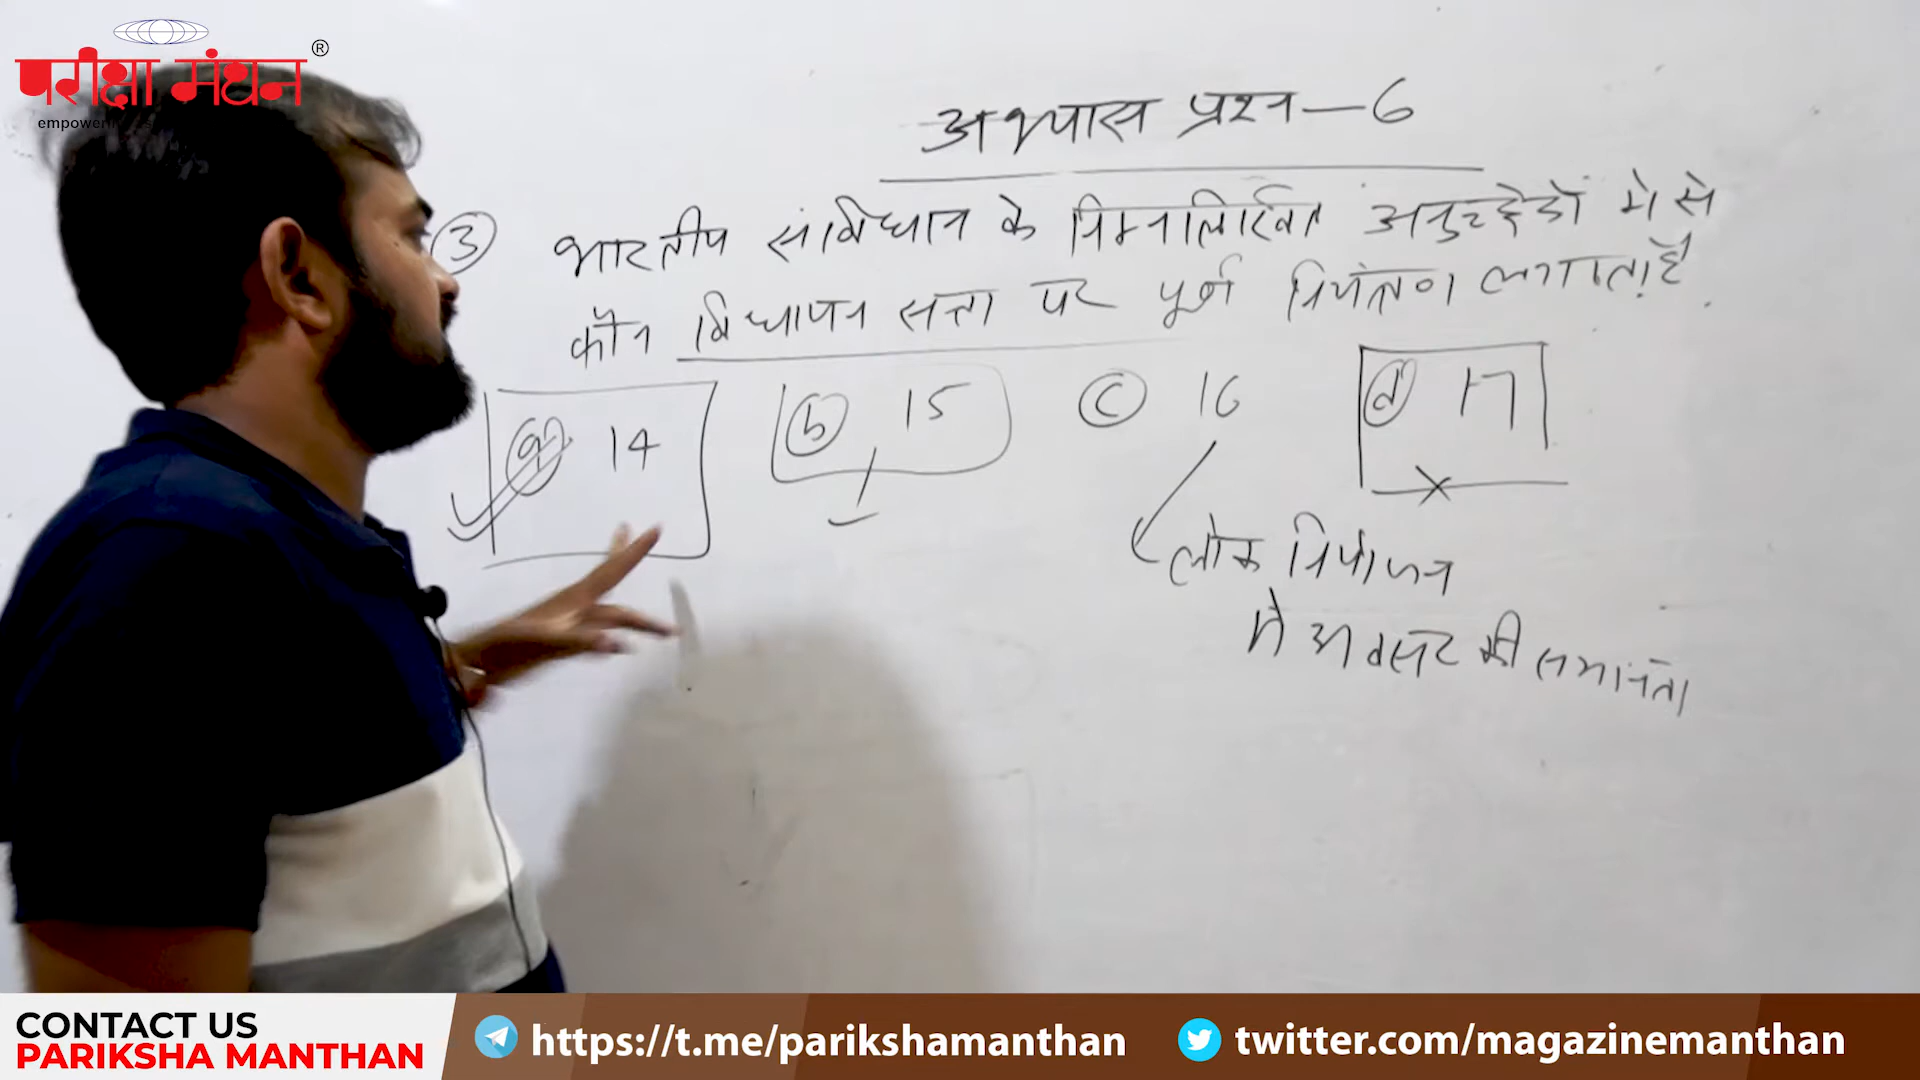 परीक्षा मंथन ®
अभ्यास प्रश्न-6
③ भारतीय संविधान के निम्नलिखित अनुच्छेदों में से
कौन विधायन सत्ता पर पूर्ण नियंत्रण लगाता है.
ⓐ 14 ⓑ 15 ⓒ 16 ⓓ 17
लोक नियोजन
में अवसर की समानता
CONTACT US
PARIKSHA MANTHAN
https://t.me/parikshamanthan
twitter.com/magazinemanthan